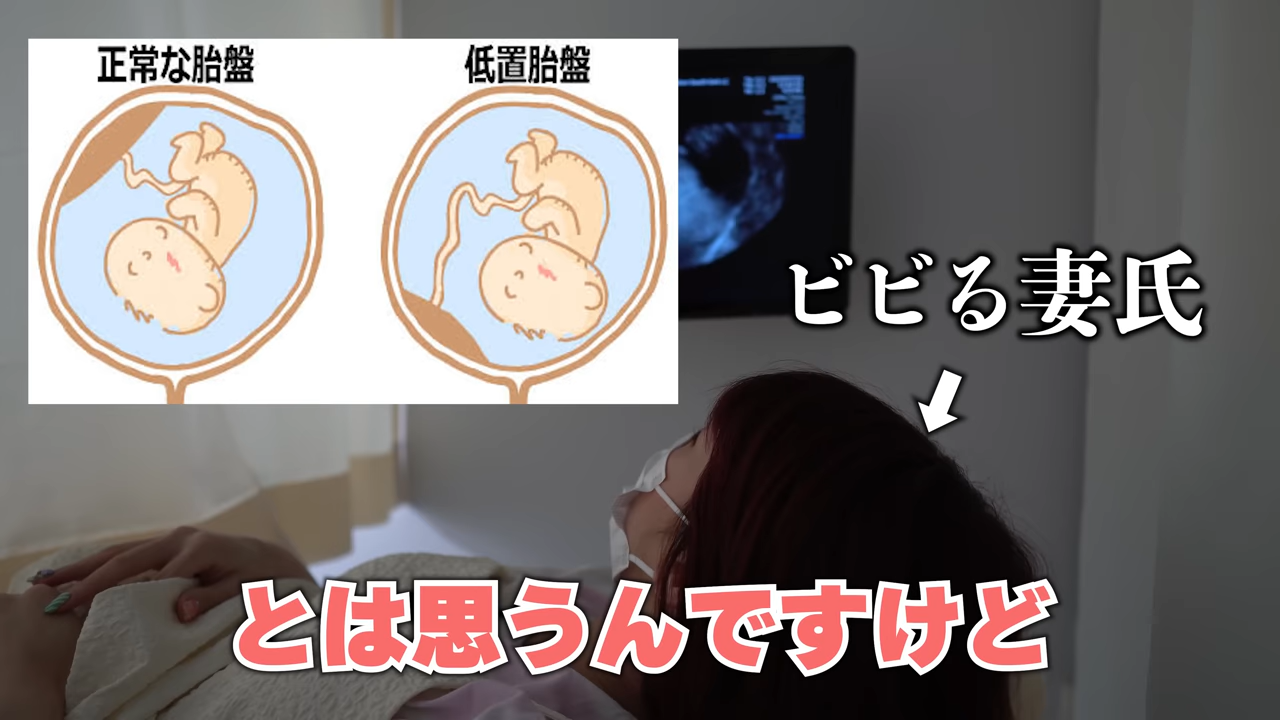 正常な胎盤
低置胎盤
ビビる妻氏
とは思うんですけど